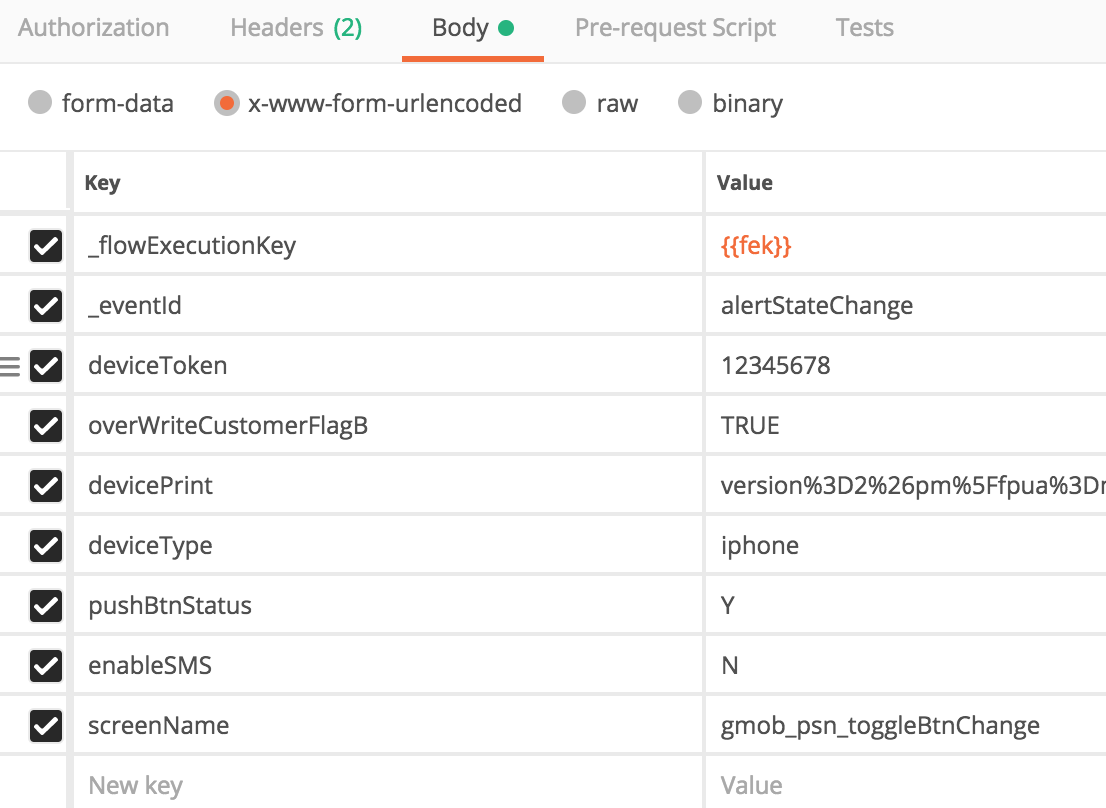 Authorization Headers (2) Body Pre-request Script Tests
form-data x-www-form-urlencoded raw binary
Key Value
_flowExecutionKey {{fek}}
_eventId alertStateChange
deviceToken 12345678
overWriteCustomerFlagB TRUE
devicePrint version%3D2%26pm%5Ffpua%3D
deviceType iphone
pushBtnStatus Y
enableSMS N
screenName gmob_psn_toggleBtnChange
New key Value